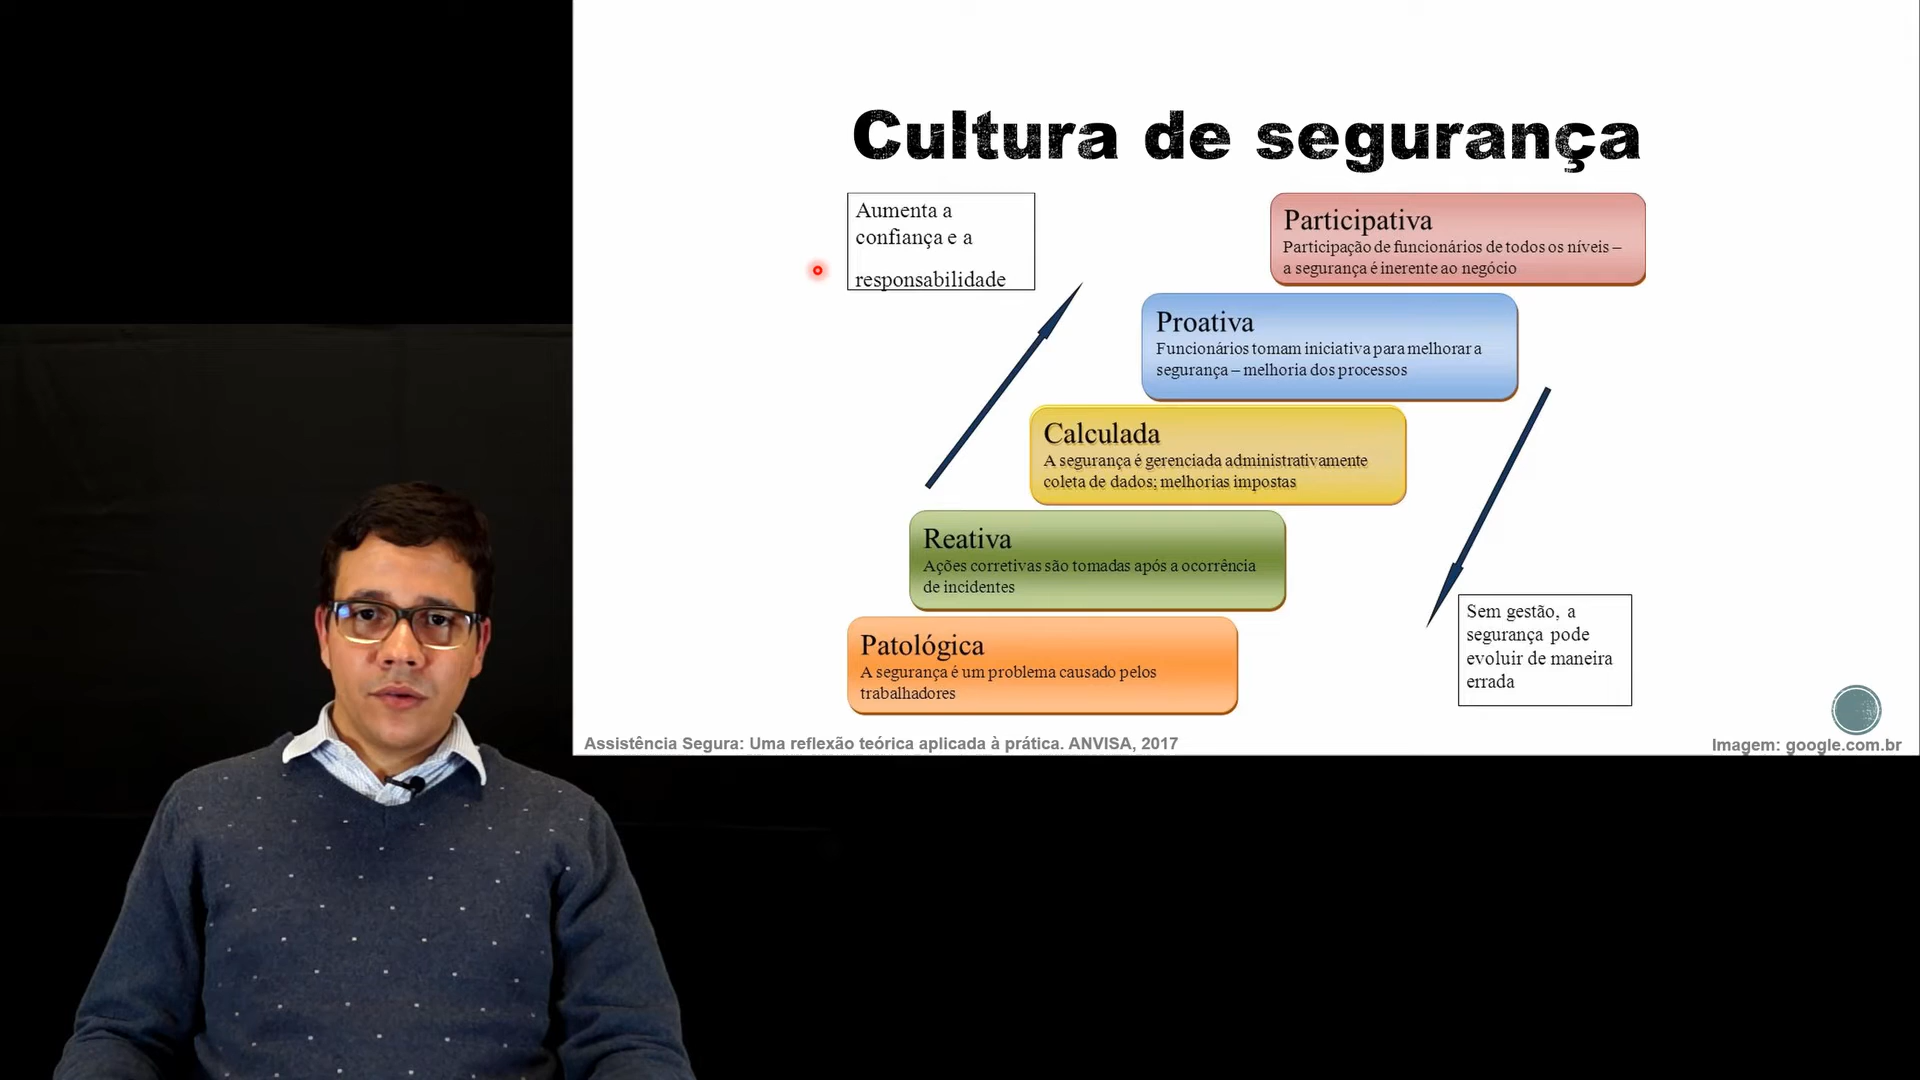 Cultura de segurança
Aumenta a
confiança e a
responsabilidade
Participativa
Participação de funcionários de todos os níveis –
a segurança é inerente ao negócio
Proativa
Funcionários tomam iniciativa para melhorar a
segurança – melhoria dos processos
Calculada
A segurança é gerenciada administrativamente
coleta de dados; melhorias impostas
Reativa
Ações corretivas são tomadas após a ocorrência
de incidentes
Patológica
A segurança é um problema causado pelos
trabalhadores
Sem gestão, a
segurança pode
evoluir de maneira
errada
Assistência Segura: Uma reflexão teórica aplicada à prática. ANVISA, 2017
Imagem: google.com.br